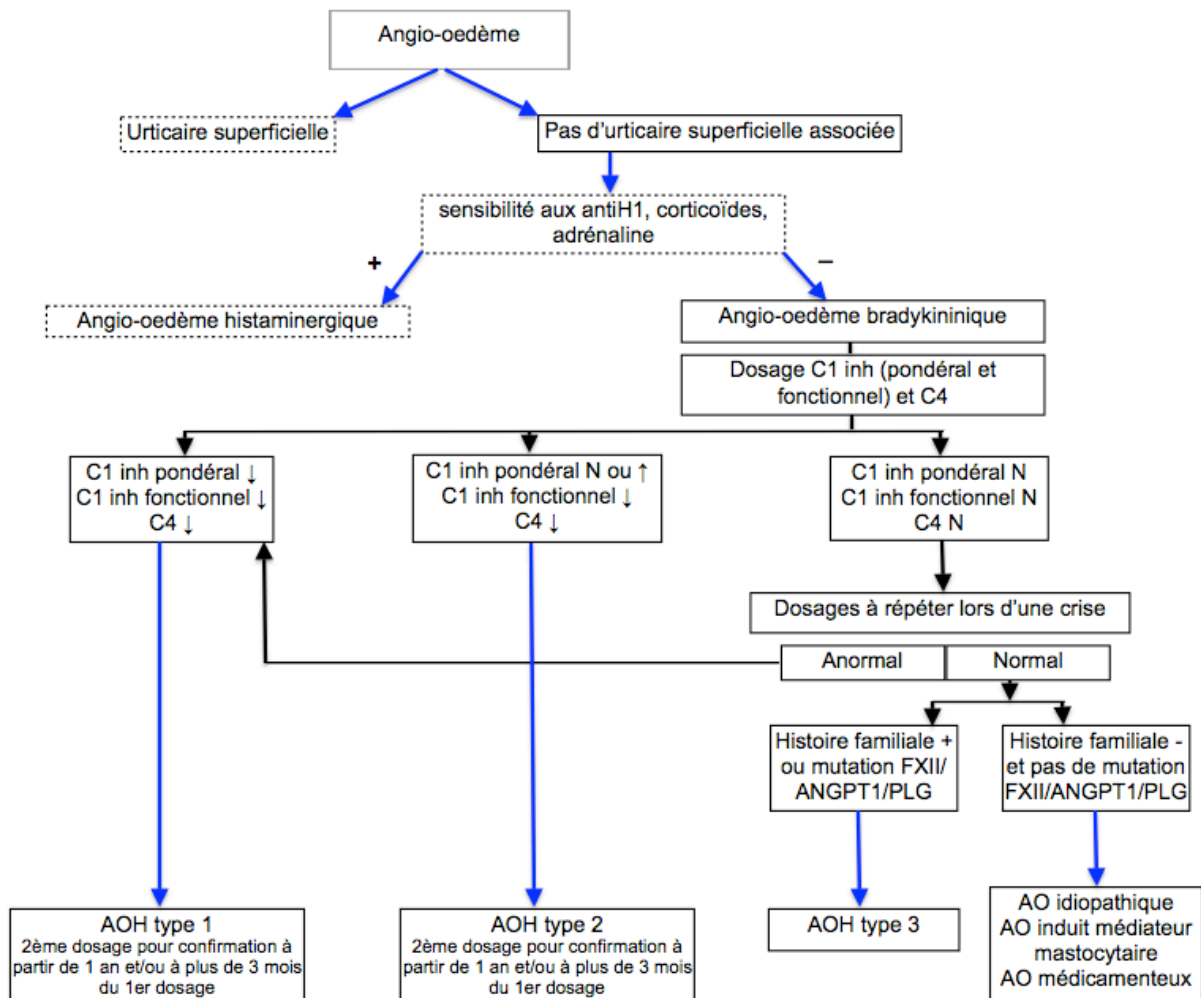 Angio-oedème
Urticaire superficielle
Pas d'urticaire superficielle associée
sensibilité aux antiH1, corticoïdes,
adrénaline
+
–
Angio-oedème histaminergique
Angio-oedème bradykininique
Dosage C1 inh (pondéral et
fonctionnel) et C4
C1 inh pondéral ↓
C1 inh fonctionnel ↓
C4 ↓
C1 inh pondéral N ou ↑
C1 inh fonctionnel ↓
C4 ↓
C1 inh pondéral N
C1 inh fonctionnel N
C4 N
Dosages à répéter lors d'une crise
Anormal
Normal
Histoire familiale +
ou mutation FXII/
ANGPT1/PLG
Histoire familiale -
et pas de mutation
FXII/ANGPT1/PLG
AOH type 1
2ème dosage pour confirmation à
partir de 1 an et/ou à plus de 3 mois
du 1er dosage
AOH type 2
2ème dosage pour confirmation à
partir de 1 an et/ou à plus de 3 mois
du 1er dosage
AOH type 3
AO idiopathique
AO induit médiateur
mastocytaire
AO médicamenteux